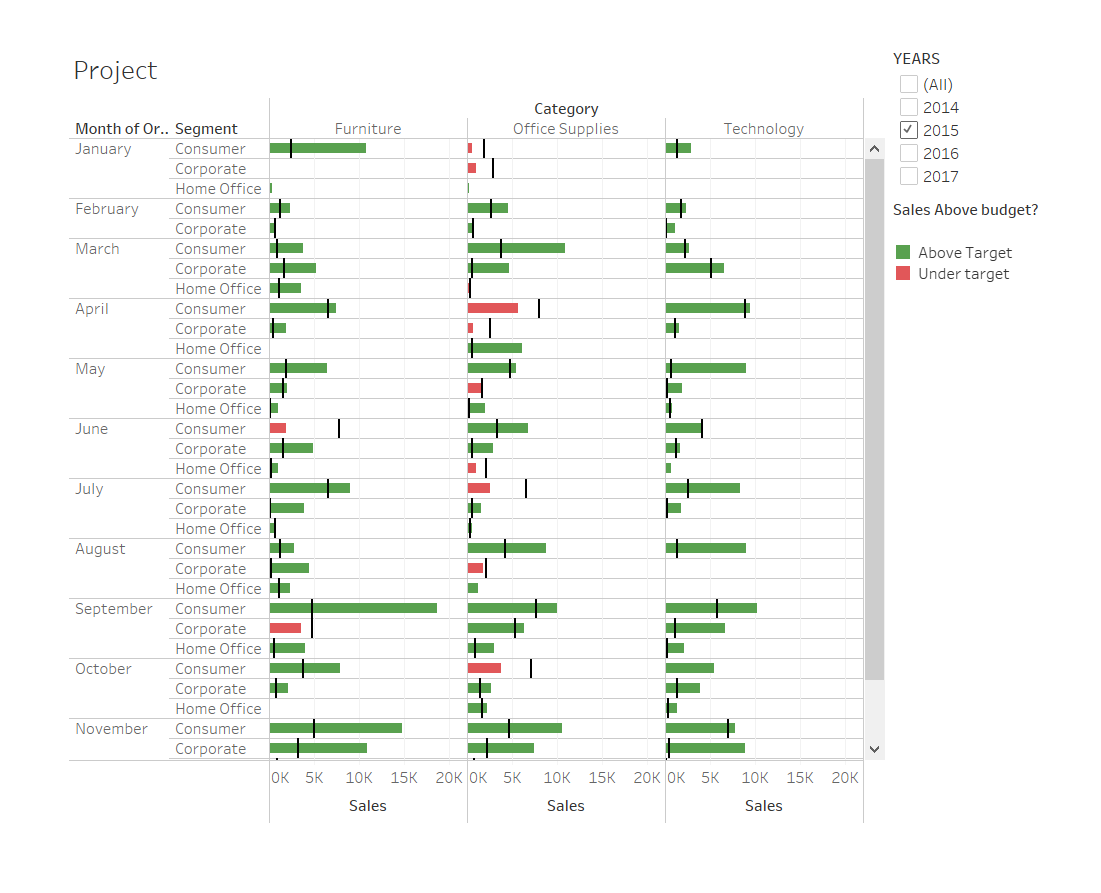 Project
YEARS
(All)
2014
2015
2016
2017
Sales Above budget?
Above Target
Under target
Category
Month of Or.. Segment Furniture Office Supplies Technology
January Consumer
Corporate
Home Office
February Consumer
Corporate
March Consumer
Corporate
Home Office
April Consumer
Corporate
Home Office
May Consumer
Corporate
Home Office
June Consumer
Corporate
Home Office
July Consumer
Corporate
Home Office
August Consumer
Corporate
Home Office
September Consumer
Corporate
Home Office
October Consumer
Corporate
Home Office
November Consumer
Corporate
0K 5K 10K 15K 20K 0K 5K 10K 15K 20K 0K 5K 10K 15K 20K
Sales Sales Sales